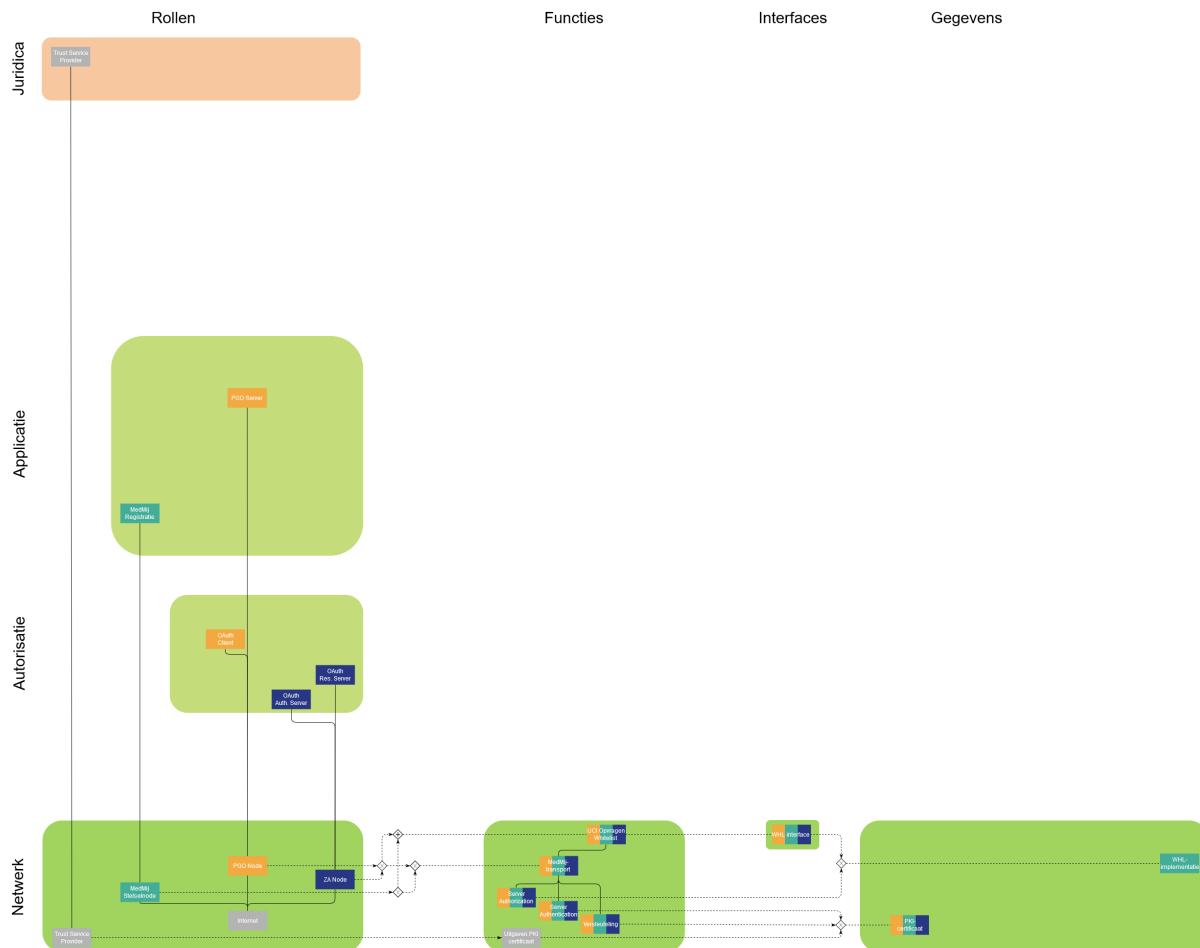 Rollen
Functies
Interfaces
Gegevens
Juridica
Trust Service
Provider
Applicatie
PGO Server
MedMij
Registratie
Autorisatie
OAuth
Client
OAuth
Res. Server
OAuth
Auth. Server
Netwerk
PGO Node
ZA Node
MedMij
Stelselnode
Internet
Trust Service
Provider
UCI Opvragen
Whitelist
MedMij-
transport
Server
Authorization
Server
Authentication
Versleuteling
Uitgeven PKI
certificaat
WHL interface
WHL-
implementatie
PKI-
certificaat